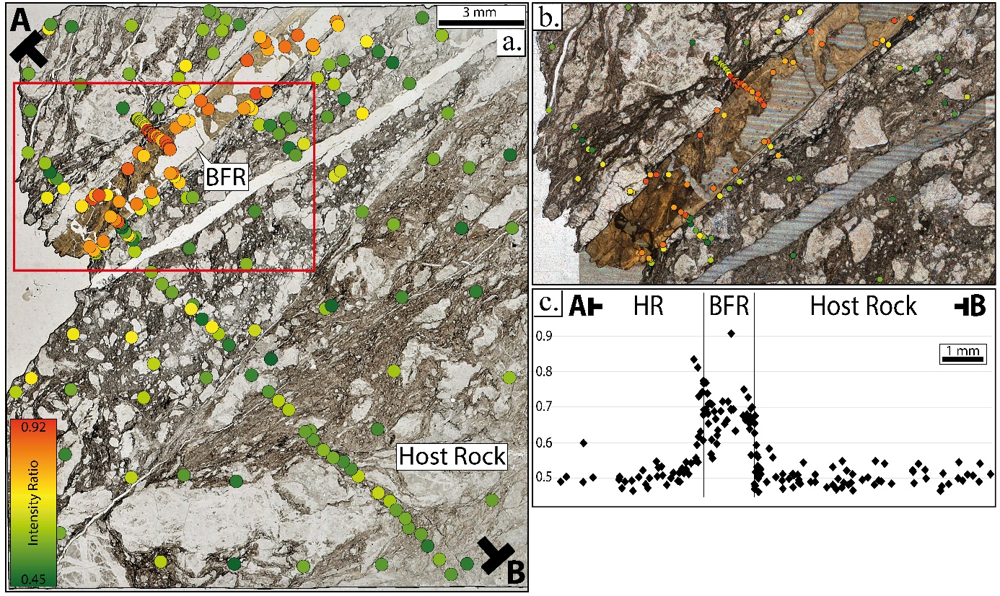 A
3 mm
a.
BFR
0.92
Intensity Ratio
0.45
Host Rock
B
b.
c.
A
HR
BFR
Host Rock
B
1 mm
0.9
0.8
0.7
0.6
0.5